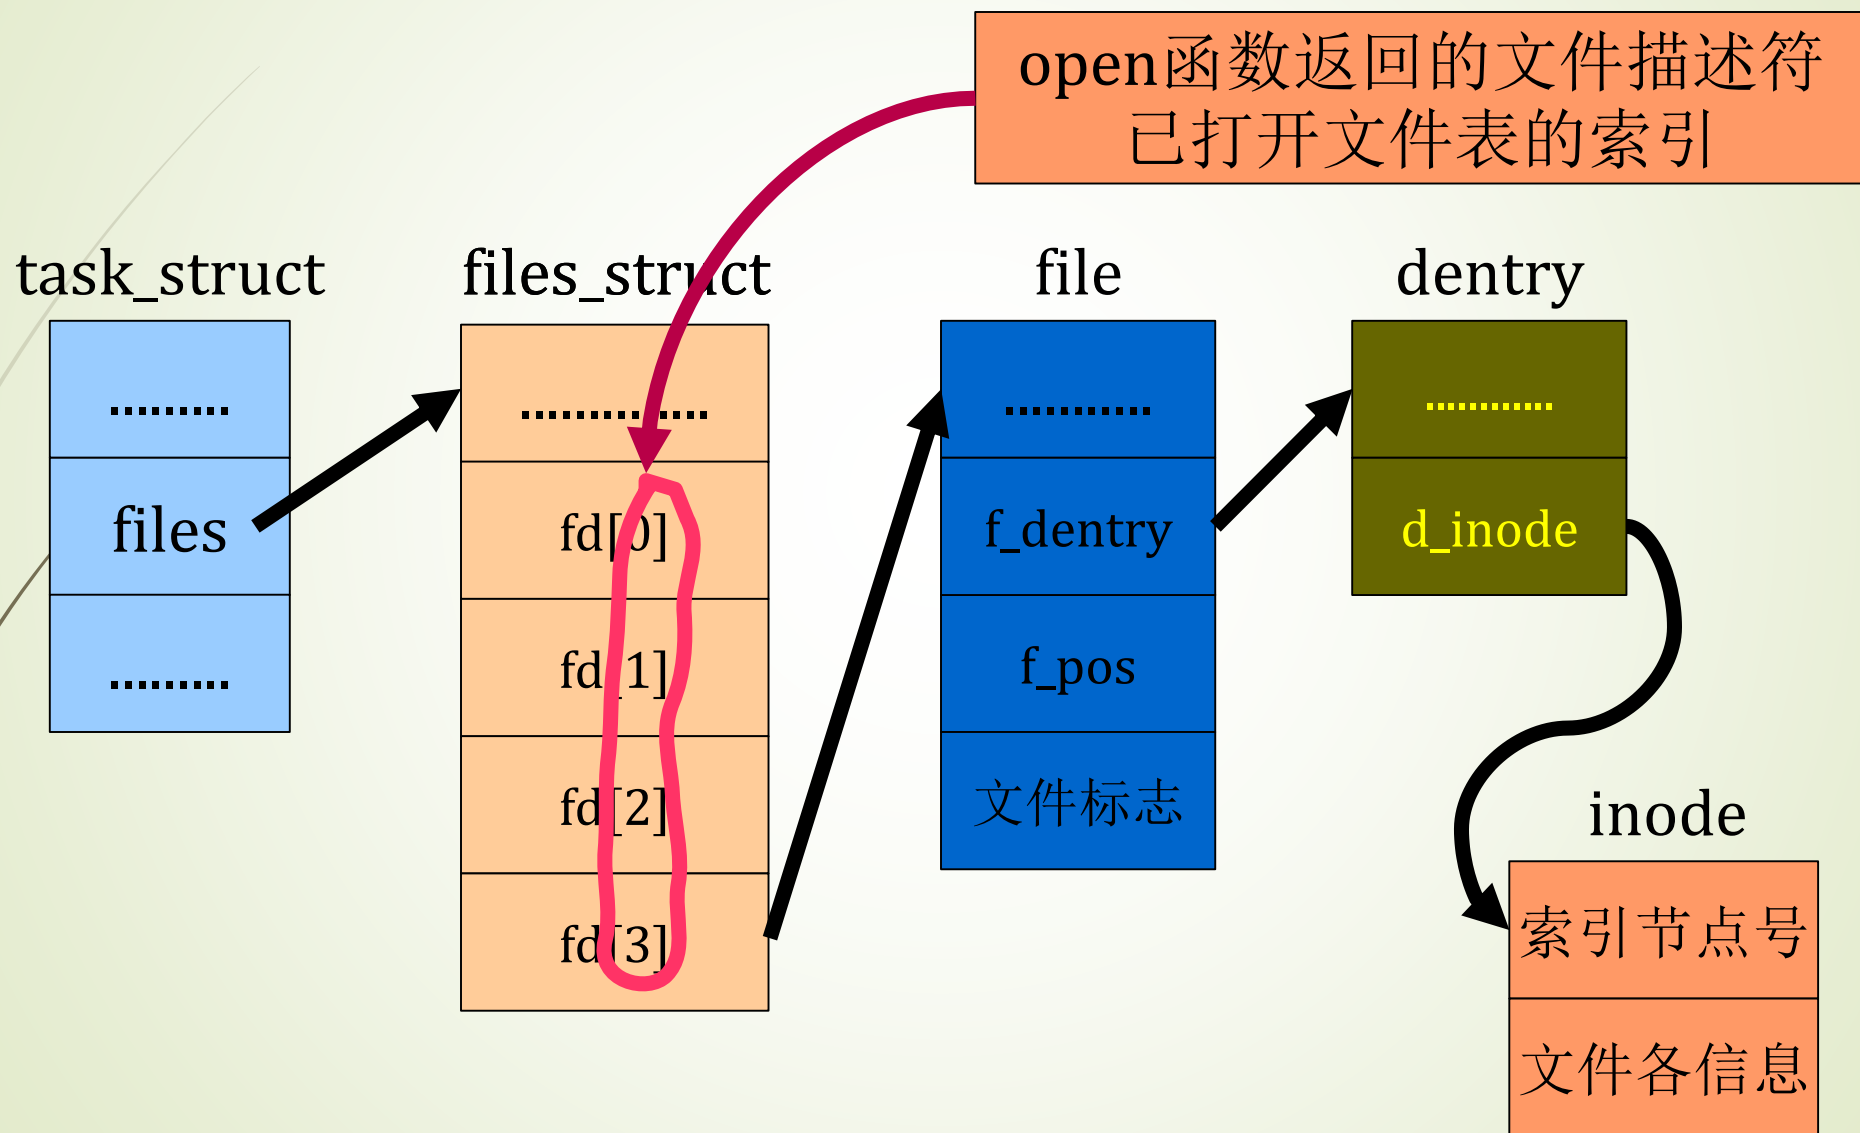 open函数返回的文件描述符
已打开文件表的索引
task_struct
files_struct
file
dentry
.........
files
.........
..............
fd[0]
fd[1]
fd[2]
fd[3]
...........
f_dentry
f_pos
文件标志
............
d_inode
inode
索引节点号
文件各信息